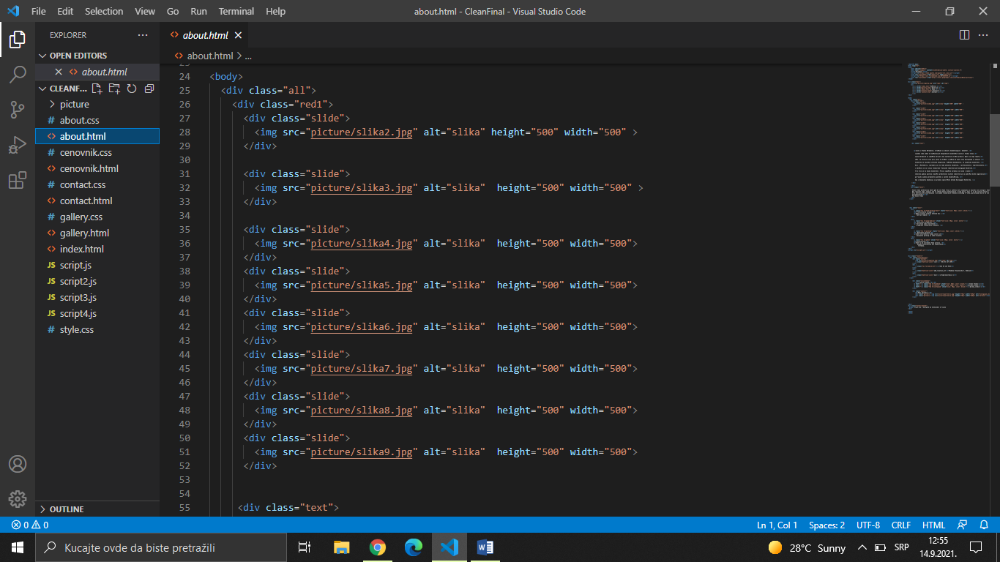 File Edit Selection View Go Run Terminal Help
about.html - CleanFinal - Visual Studio Code
EXPLORER
OPEN EDITORS
about.html
CLEANF...
picture
about.css
about.html
cenovnik.css
cenovnik.html
contact.css
contact.html
gallery.css
gallery.html
index.html
JS script.js
JS script2.js
JS script3.js
JS script4.js
style.css
OUTLINE
about.html
about.html > ...
23
24 <body>
25 <div class="all">
26 <div class="red1">
27 <div class="slide">
28 <img src="picture/slika2.jpg" alt="slika" height="500" width="500" >
29 </div>
30
31 <div class="slide">
32 <img src="picture/slika3.jpg" alt="slika"  height="500" width="500" >
33 </div>
34
35 <div class="slide">
36 <img src="picture/slika4.jpg" alt="slika"  height="500" width="500">
37 </div>
38 <div class="slide">
39 <img src="picture/slika5.jpg" alt="slika"  height="500" width="500">
40 </div>
41 <div class="slide">
42 <img src="picture/slika6.jpg" alt="slika"  height="500" width="500">
43 </div>
44 <div class="slide">
45 <img src="picture/slika7.jpg" alt="slika"  height="500" width="500">
46 </div>
47 <div class="slide">
48 <img src="picture/slika8.jpg" alt="slika"  height="500" width="500">
49 </div>
50 <div class="slide">
51 <img src="picture/slika9.jpg" alt="slika"  height="500" width="500">
52 </div>
53
54
55 <div class="text">
0 0
Ln 1, Col 1 Spaces: 2 UTF-8 CRLF HTML
Kucajte ovde da biste pretražili
28°C Sunny
SRP
12:55
14.9.2021.